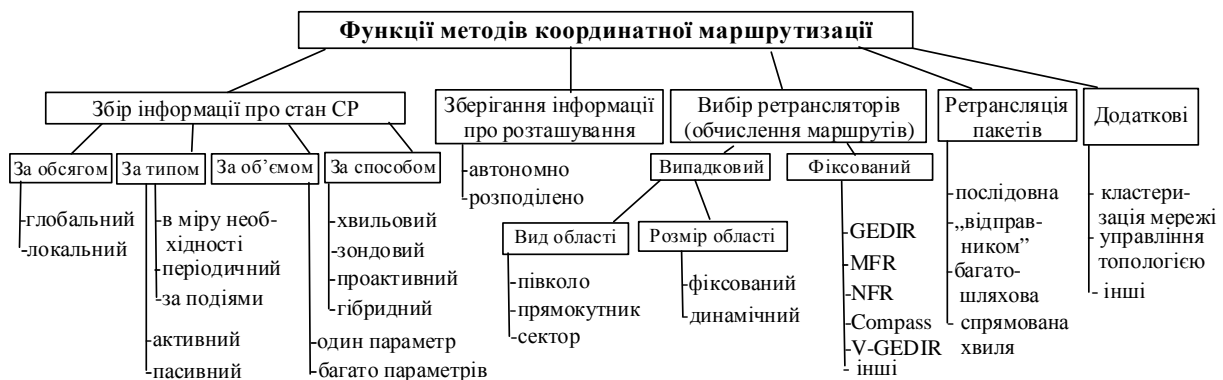 Функції методів координатної маршрутизації
Збір інформації про стан СР
За обсягом
-глобальний
-локальний
За типом
-в міру необ-
хідності
-періодичний
-за подіями
-активний
-пасивний
За об’ємом
-один параметр
-багато параметрів
За способом
-хвильовий
-зондовий
-проактивний
-гібридний
Зберігання інформації
про розташування
-автономно
-розподілено
Вибір ретрансляторів
(обчислення маршрутів)
Випадковий
Вид області
-півколо
-прямокутник
-сектор
Розмір області
-фіксований
-динамічний
Фіксований
-GEDIR
-MFR
-NFR
-Compass
-V-GEDIR
- інші
Ретрансляція
пакетів
-послідовна
-„відправ-
ником”
-багато-
шляхова
-спрямована
хвиля
Додаткові
- кластери-
зація мережі
- управління
топологією
- інші